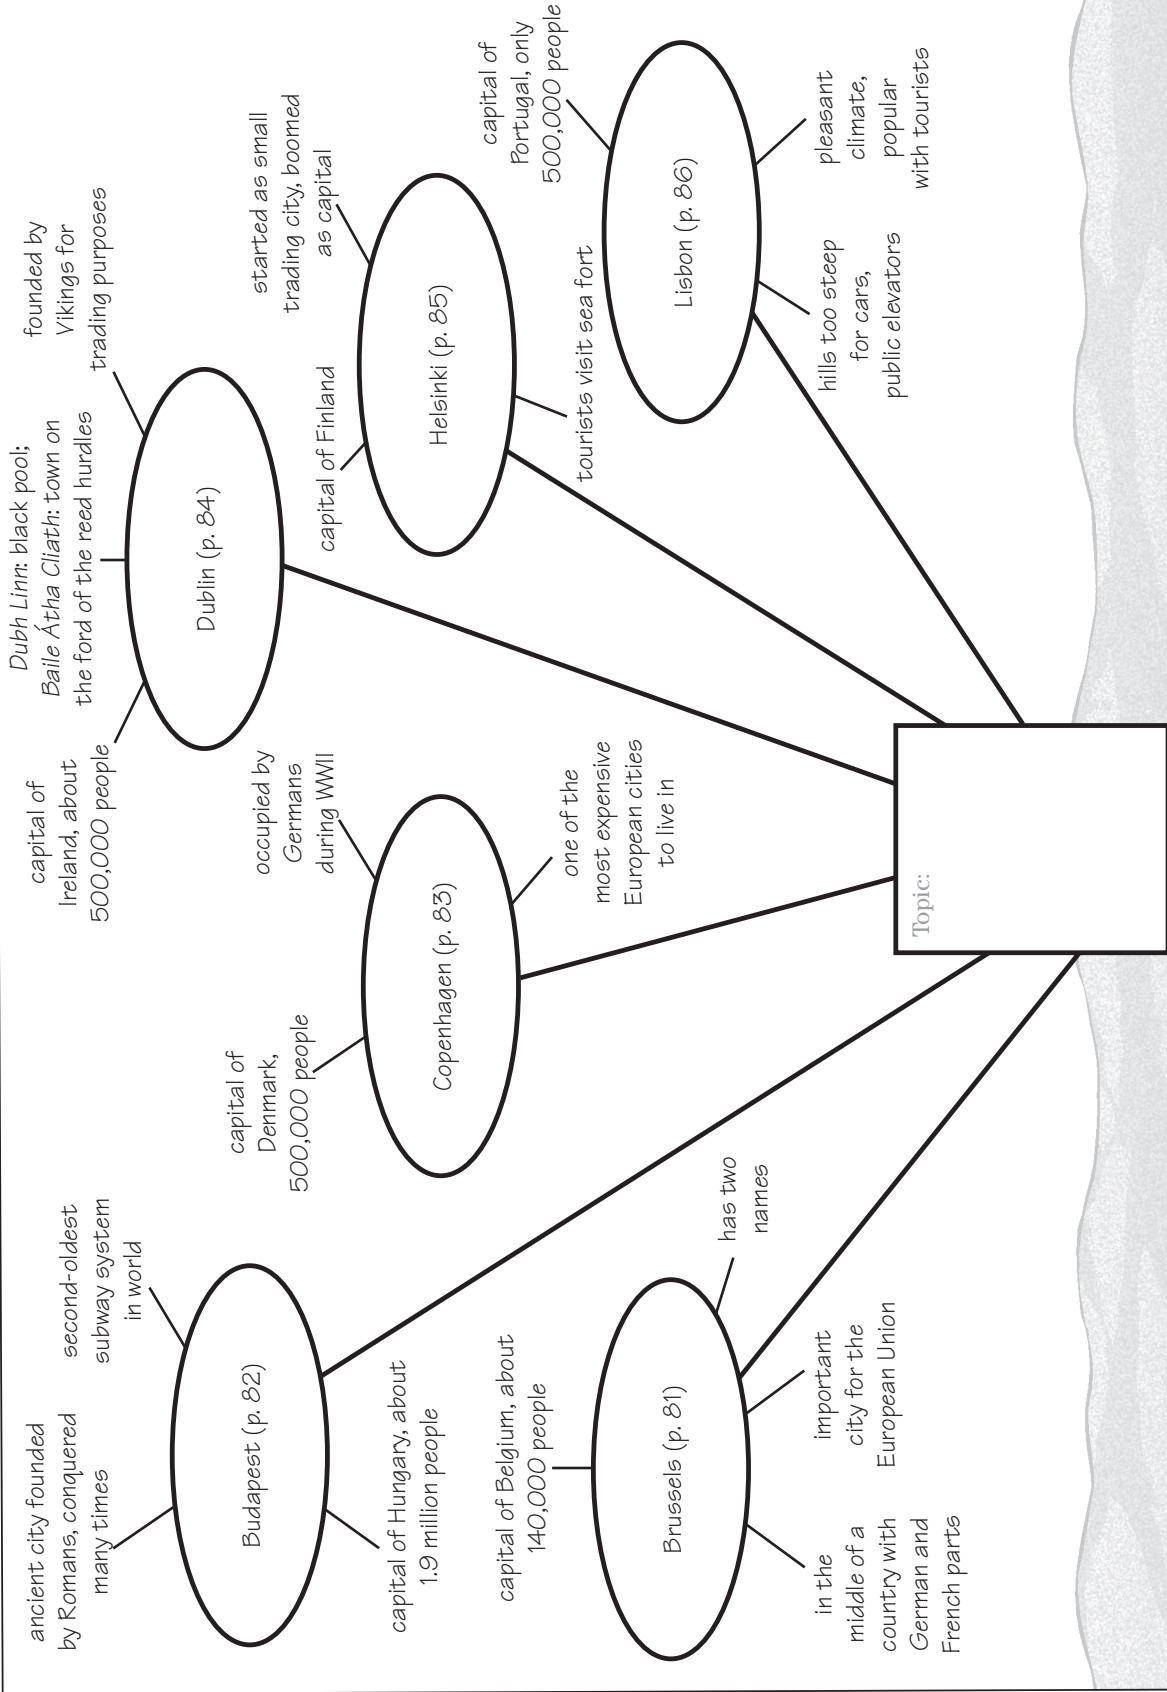 ancient city founded
by Romans, conquered
many times
second-oldest
subway system
in world
Budapest (p. 82)
capital of Hungary, about
1.9 million people
capital of Belgium, about
140,000 people
has two
names
Brussels (p. 81)
in the
middle of a
country with
German and
French parts
important
city for the
European Union
capital of
Denmark,
500,000 people
occupied by
Germans
during WWII
Copenhagen (p. 83)
one of the
most expensive
European cities
to live in
capital of
Ireland, about
500,000 people
Dubh Linn: black pool;
Baile Átha Cliath: town on
the ford of the reed hurdles
founded by
Vikings for
trading purposes
Dublin (p. 84)
capital of Finland
started as small
trading city, boomed
as capital
Helsinki (p. 85)
tourists visit sea fort
capital of
Portugal, only
500,000 people
Lisbon (p. 86)
hills too steep
for cars,
public elevators
pleasant
climate,
popular
with tourists
Topic: